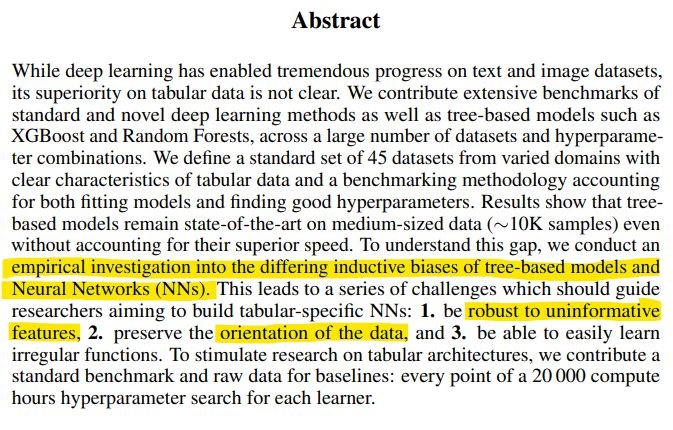 Abstract
While deep learning has enabled tremendous progress on text and image datasets,
its superiority on tabular data is not clear. We contribute extensive benchmarks of
standard and novel deep learning methods as well as tree-based models such as
XGBoost and Random Forests, across a large number of datasets and hyperparame-
ter combinations. We define a standard set of 45 datasets from varied domains with
clear characteristics of tabular data and a benchmarking methodology accounting
for both fitting models and finding good hyperparameters. Results show that tree-
based models remain state-of-the-art on medium-sized data (∼10K samples) even
without accounting for their superior speed. To understand this gap, we conduct an
empirical investigation into the differing inductive biases of tree-based models and
Neural Networks (NNs). This leads to a series of challenges which should guide
researchers aiming to build tabular-specific NNs: 1. be robust to uninformative
features, 2. preserve the orientation of the data, and 3. be able to easily learn
irregular functions. To stimulate research on tabular architectures, we contribute a
standard benchmark and raw data for baselines: every point of a 20 000 compute
hours hyperparameter search for each learner.